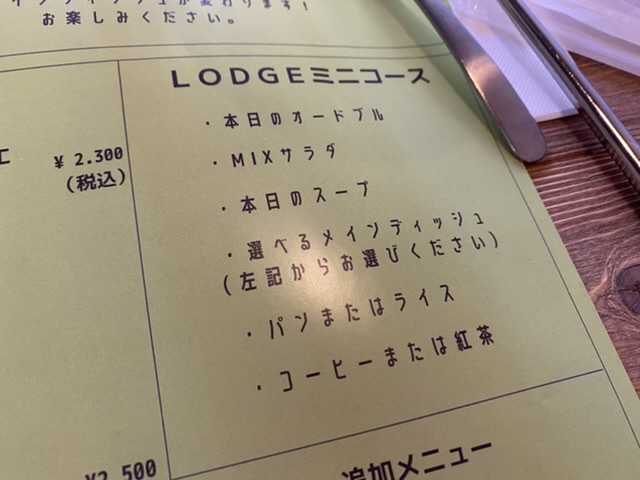 お楽しみください。
LODGEミニコース
・本日のオードブル
・MIXサラダ
・本日のスープ
・選べるメインディッシュ
(左記からお選びください)
・パンまたはライス
・コーヒーまたは紅茶
¥ 2.300
(税込)
¥2,500
追加メニュー